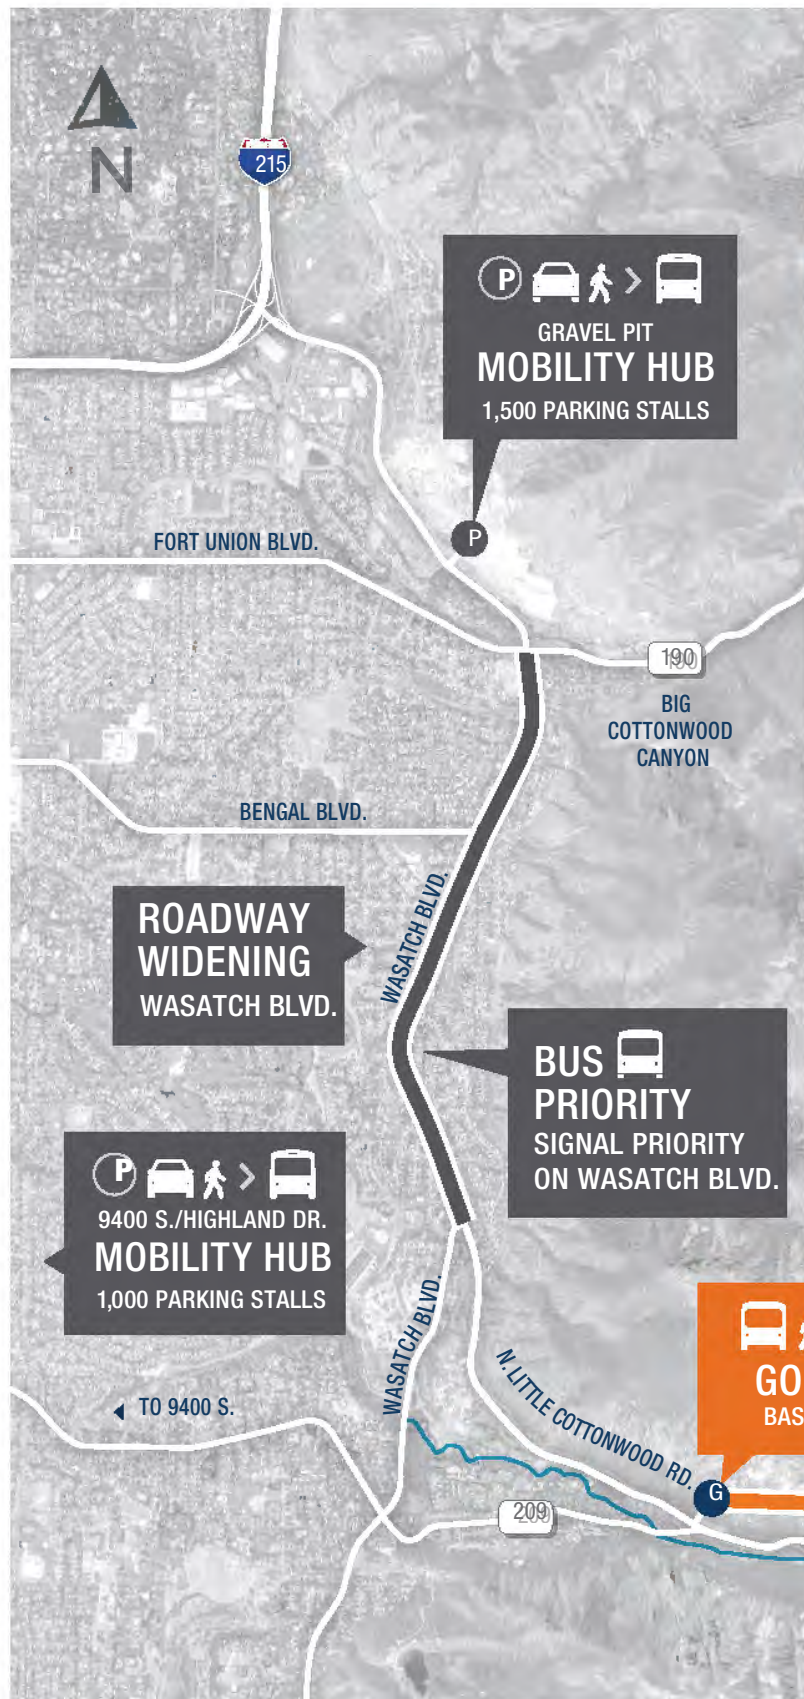 N
215
P
GRAVEL PIT
MOBILITY HUB
1,500 PARKING STALLS
P
FORT UNION BLVD.
190
BIG
COTTONWOOD
CANYON
BENGAL BLVD.
WASATCH BLVD.
ROADWAY
WIDENING
WASATCH BLVD.
BUS
PRIORITY
SIGNAL PRIORITY
ON WASATCH BLVD.
P
9400 S./HIGHLAND DR.
MOBILITY HUB
1,000 PARKING STALLS
WASATCH BLVD.
N. LITTLE COTTONWOOD RD.
GO
BAS
TO 9400 S.
G
209